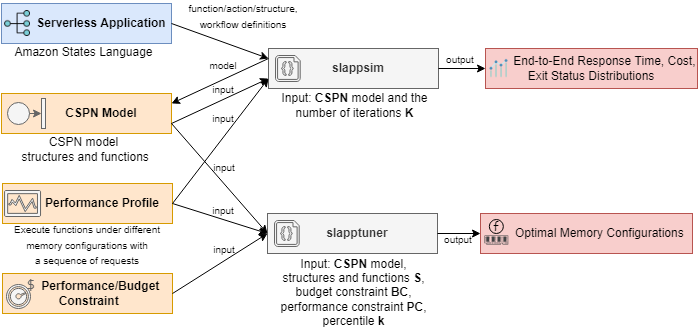 Serverless Application
Amazon States Language
function/action/structure,
workflow definitions
model
input
input
slappsim
Input: CSPN model and the
number of iterations K
output
End-to-End Response Time, Cost,
Exit Status Distributions
CSPN Model
CSPN model
structures and functions
input
Performance Profile
Execute functions under different
memory configurations with
a sequence of requests
input
input
slapptuner
Input: CSPN model,
structures and functions S,
budget constraint BC,
performance constraint PC,
percentile k
output
f
Optimal Memory Configurations
$
Performance/Budget
Constraint